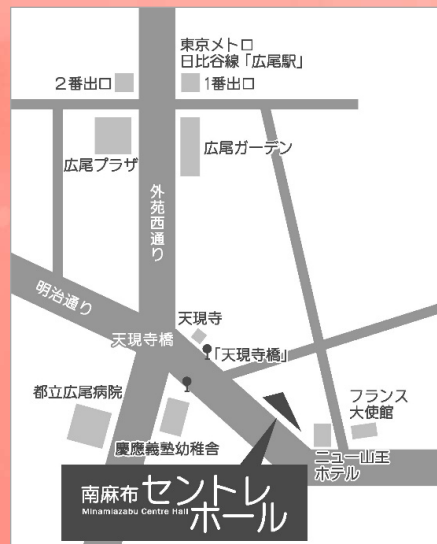 東京メトロ
日比谷線「広尾駅」
2番出口
1番出口
広尾プラザ
広尾ガーデン
外苑西通り
明治通り
天現寺
天現寺橋
「天現寺橋」
都立広尾病院
慶應義塾幼稚舎
フランス
大使館
ニュー山王
ホテル
南麻布 セントレ
Minamiazabu Centre Hall
ホール